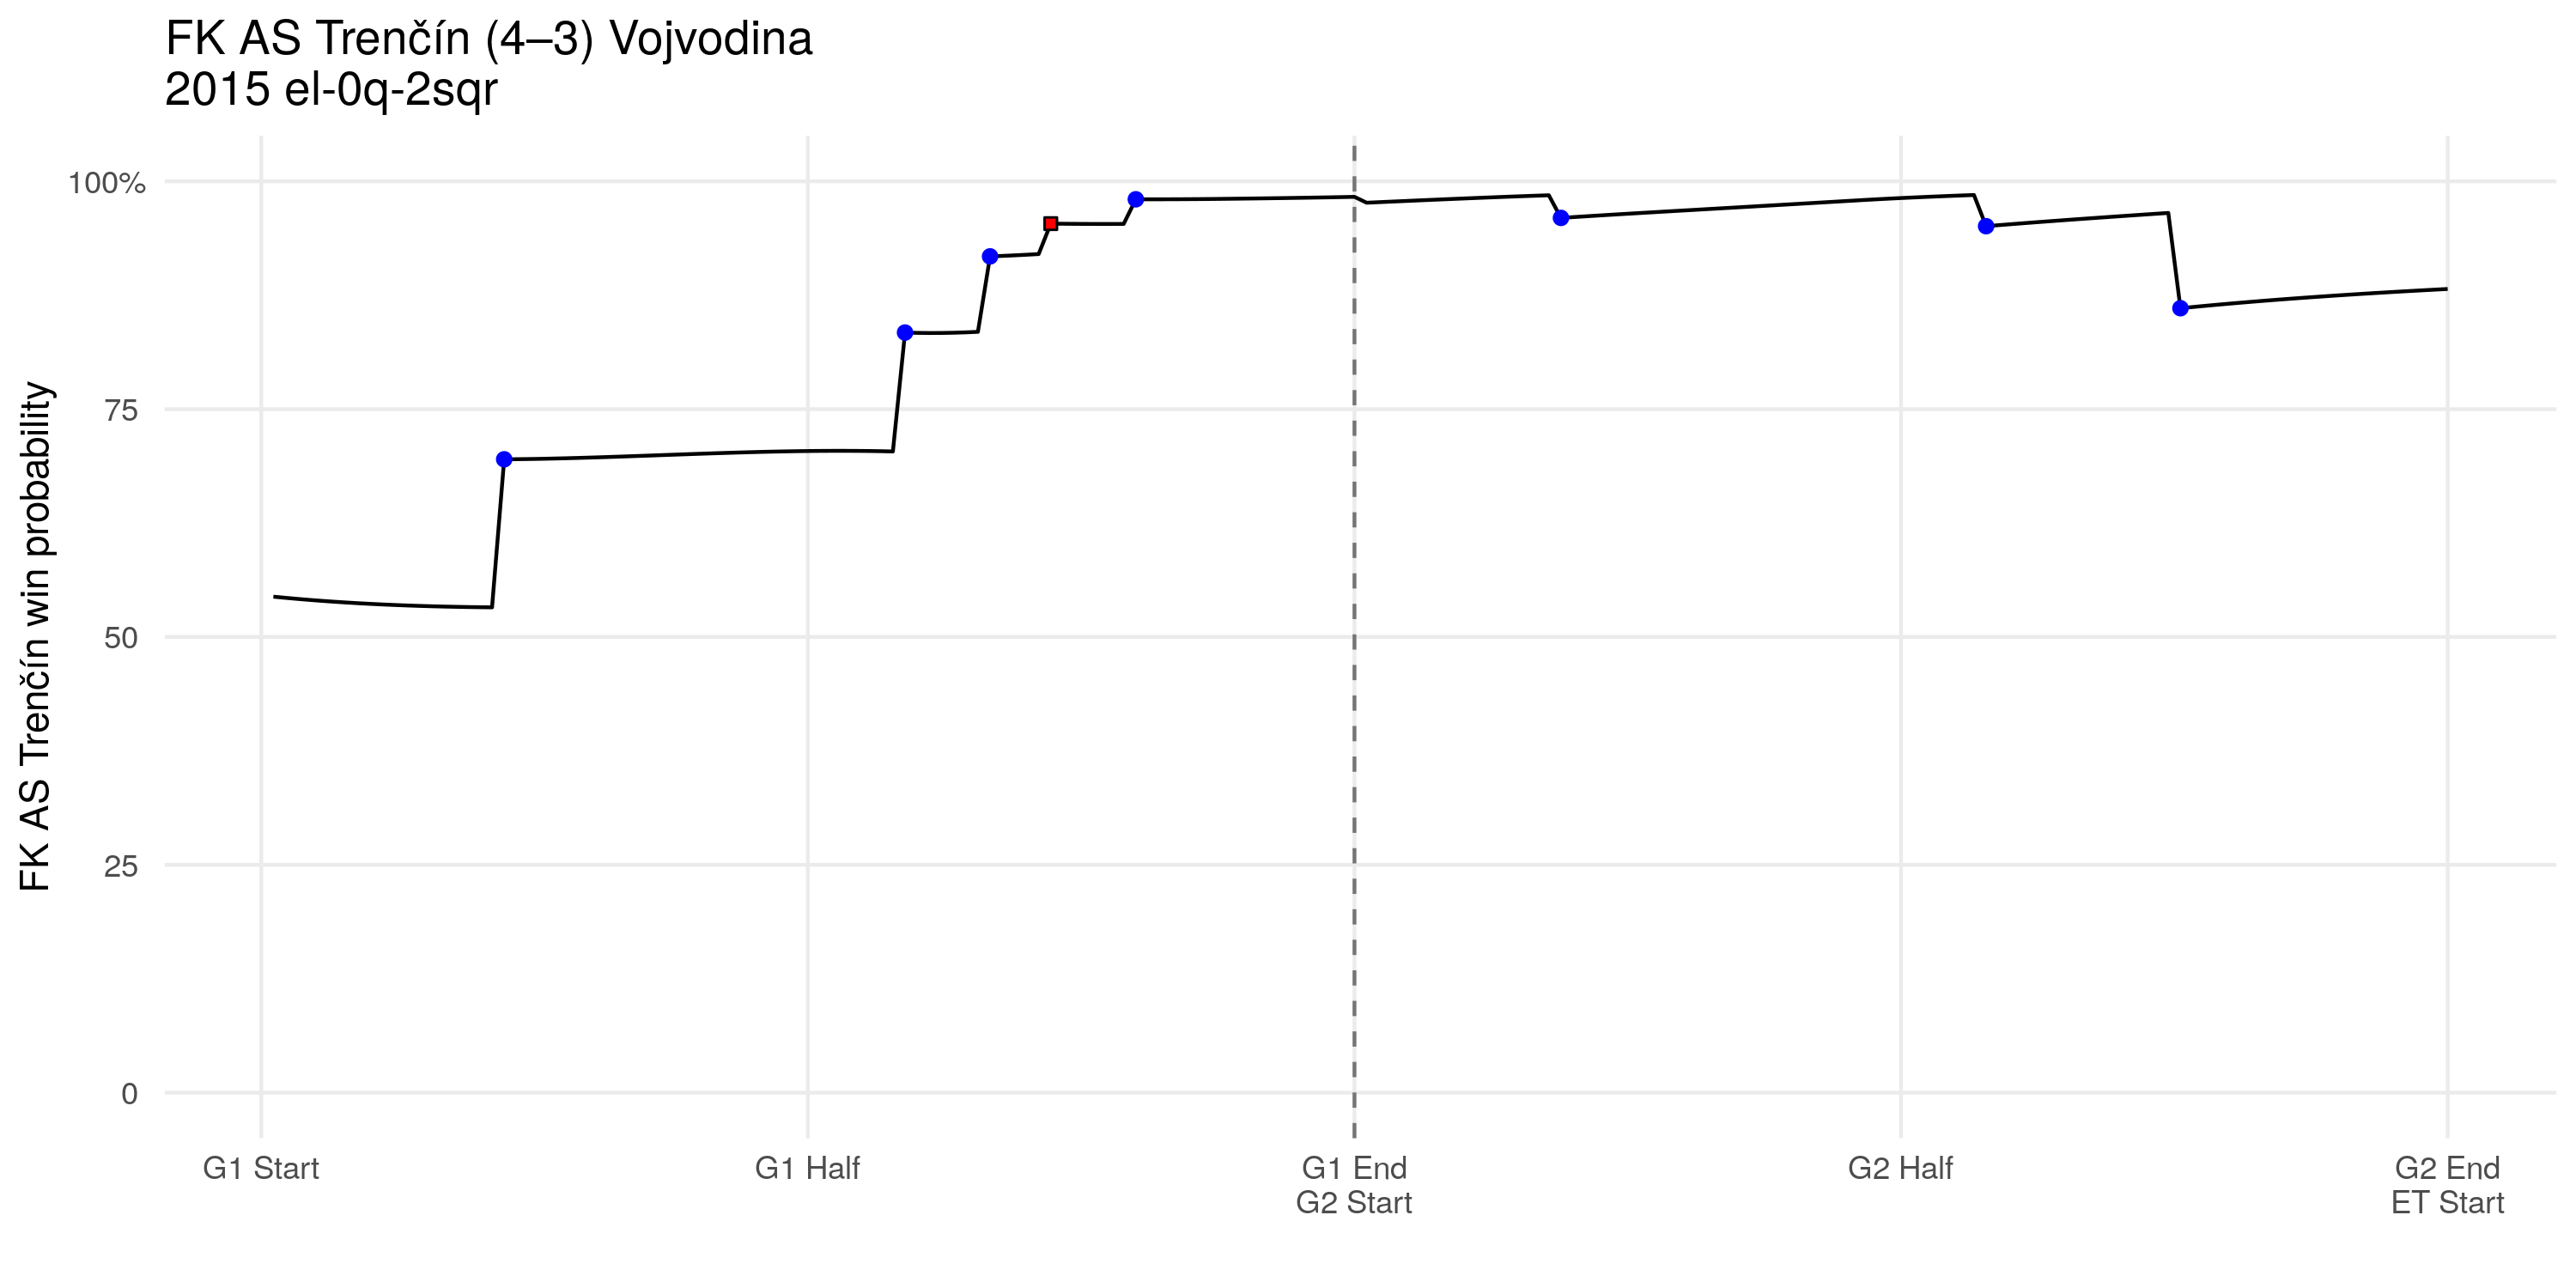 FK AS Trenčín (4–3) Vojvodina
2015 el-0q-2sqr
FK AS Trenčín win probability
100%
75
50
25
0
G1 Start
G1 Half
G1 End
G2 Start
G2 Half
G2 End
ET Start